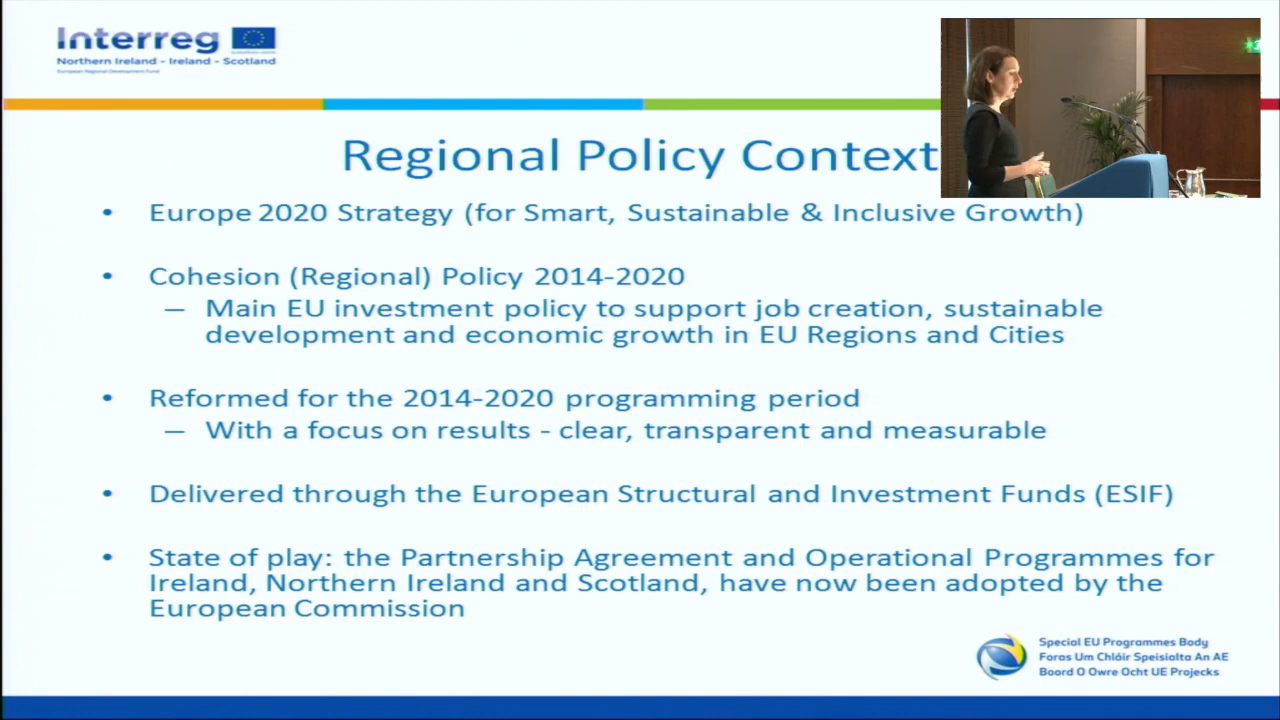 Interreg
Northern Ireland - Ireland - Scotland
European Regional Development Fund
Regional Policy Context
• Europe 2020 Strategy (for Smart, Sustainable & Inclusive Growth)
• Cohesion (Regional) Policy 2014-2020
– Main EU investment policy to support job creation, sustainable
development and economic growth in EU Regions and Cities
• Reformed for the 2014-2020 programming period
– With a focus on results - clear, transparent and measurable
• Delivered through the European Structural and Investment Funds (ESIF)
• State of play: the Partnership Agreement and Operational Programmes for
Ireland, Northern Ireland and Scotland, have now been adopted by the
European Commission
Special EU Programmes Body
Foras Um Chláir Speisialta An AE
Boord O Owre Ocht UE Projecks